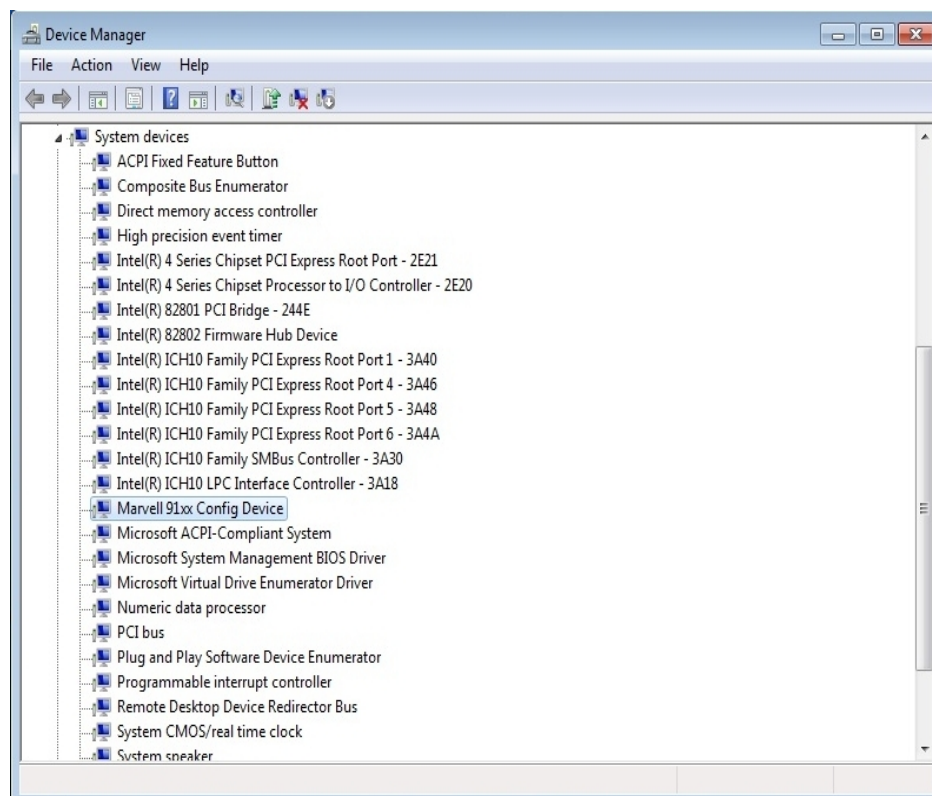 Device Manager
File Action View Help
System devices
ACPI Fixed Feature Button
Composite Bus Enumerator
Direct memory access controller
High precision event timer
Intel(R) 4 Series Chipset PCI Express Root Port - 2E21
Intel(R) 4 Series Chipset Processor to I/O Controller - 2E20
Intel(R) 82801 PCI Bridge - 244E
Intel(R) 82802 Firmware Hub Device
Intel(R) ICH10 Family PCI Express Root Port 1 - 3A40
Intel(R) ICH10 Family PCI Express Root Port 4 - 3A46
Intel(R) ICH10 Family PCI Express Root Port 5 - 3A48
Intel(R) ICH10 Family PCI Express Root Port 6 - 3A4A
Intel(R) ICH10 Family SMBus Controller - 3A30
Intel(R) ICH10 LPC Interface Controller - 3A18
Marvell 91xx Config Device
Microsoft ACPI-Compliant System
Microsoft System Management BIOS Driver
Microsoft Virtual Drive Enumerator Driver
Numeric data processor
PCI bus
Plug and Play Software Device Enumerator
Programmable interrupt controller
Remote Desktop Device Redirector Bus
System CMOS/real time clock
System speaker